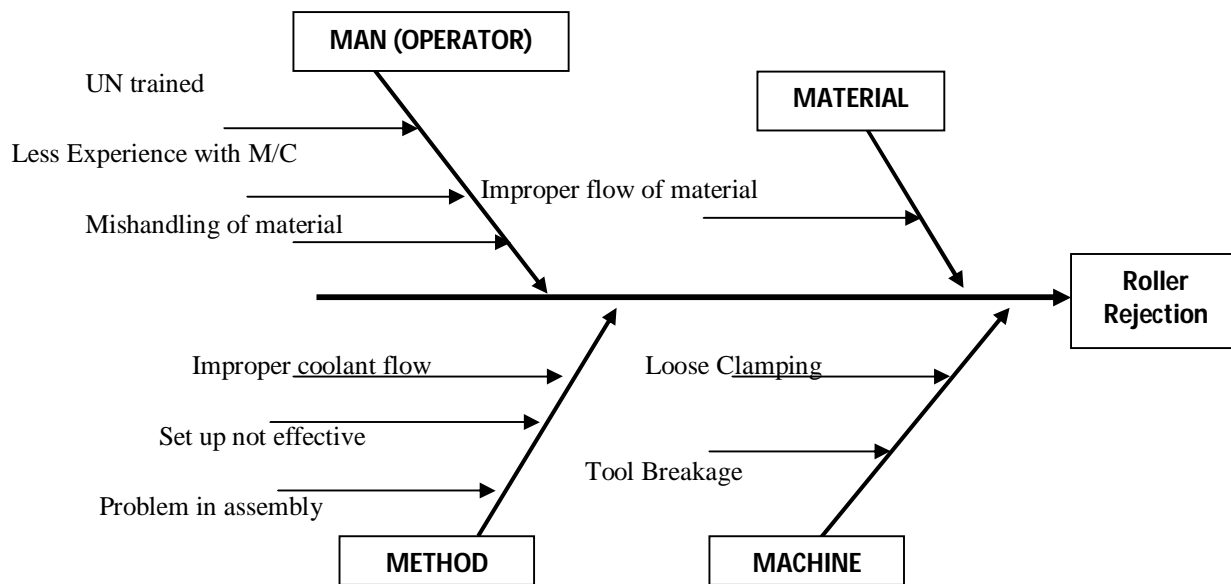 MAN (OPERATOR)
UN trained
MATERIAL
Less Experience with M/C
Improper flow of material
Mishandling of material
Roller
Rejection
Improper coolant flow
Loose Clamping
Set up not effective
Tool Breakage
Problem in assembly
METHOD
MACHINE